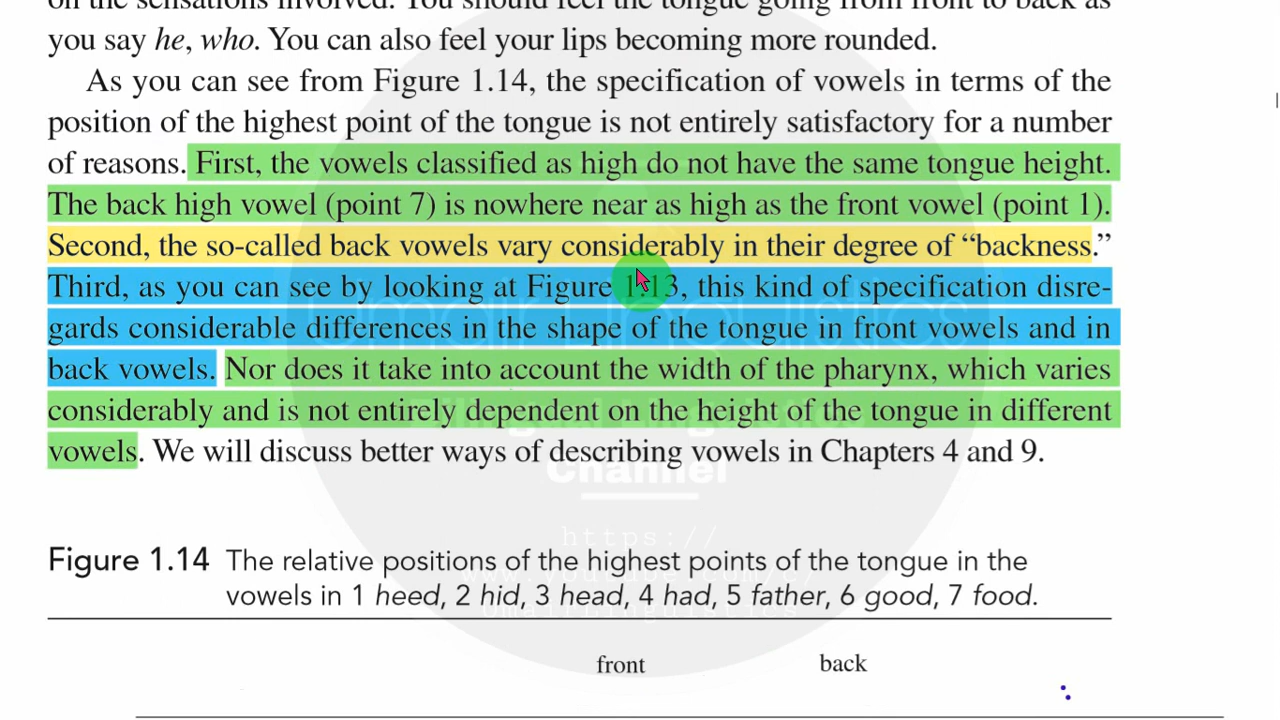 on the sensations involved. You should feel the tongue going from front to back as
you say he, who. You can also feel your lips becoming more rounded.
As you can see from Figure 1.14, the specification of vowels in terms of the
position of the highest point of the tongue is not entirely satisfactory for a number
of reasons. First, the vowels classified as high do not have the same tongue height.
The back high vowel (point 7) is nowhere near as high as the front vowel (point 1).
Second, the so-called back vowels vary considerably in their degree of “backness.”
Third, as you can see by looking at Figure 1.13, this kind of specification disre-
gards considerable differences in the shape of the tongue in front vowels and in
back vowels. Nor does it take into account the width of the pharynx, which varies
considerably and is not entirely dependent on the height of the tongue in different
vowels. We will discuss better ways of describing vowels in Chapters 4 and 9.
Channel
https://
Figure 1.14 The relative positions of the highest points of the tongue in the
vowels in 1 heed, 2 hid, 3 head, 4 had, 5 father, 6 good, 7 food.
front back